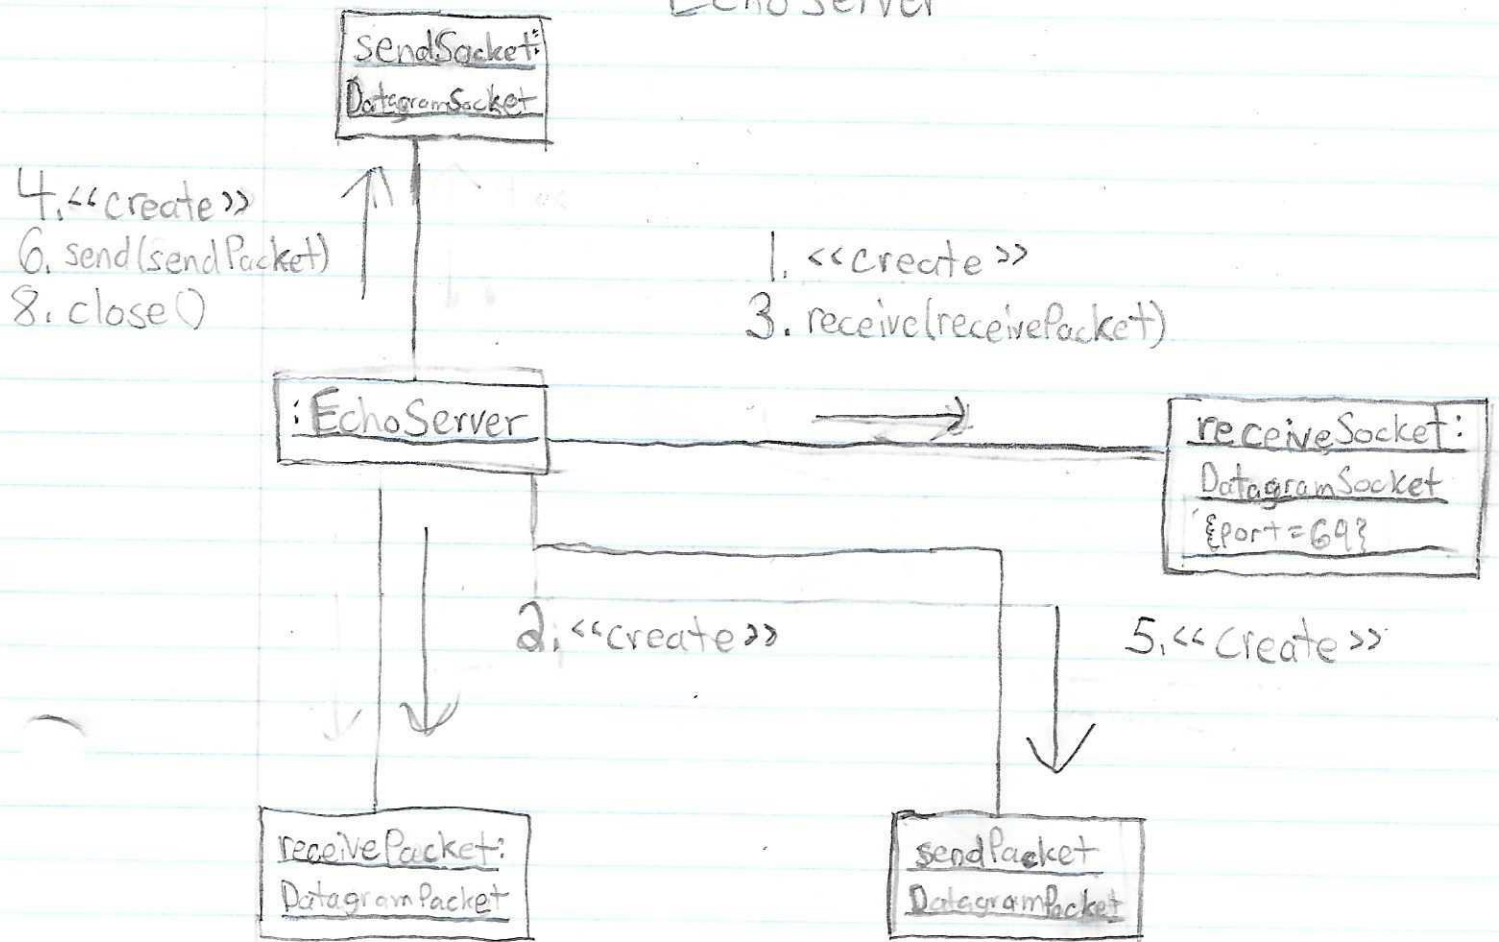 EchoServer
sendSocket:
DatagramSocket
4. <<create>>
6. send(sendPacket)
8. close()
1. <<create>>
3. receive(receivePacket)
:EchoServer
receiveSocket:
DatagramSocket
{port=69}
2. <<create>>
5. <<create>>
receivePacket:
DatagramPacket
sendPacket
DatagramPacket